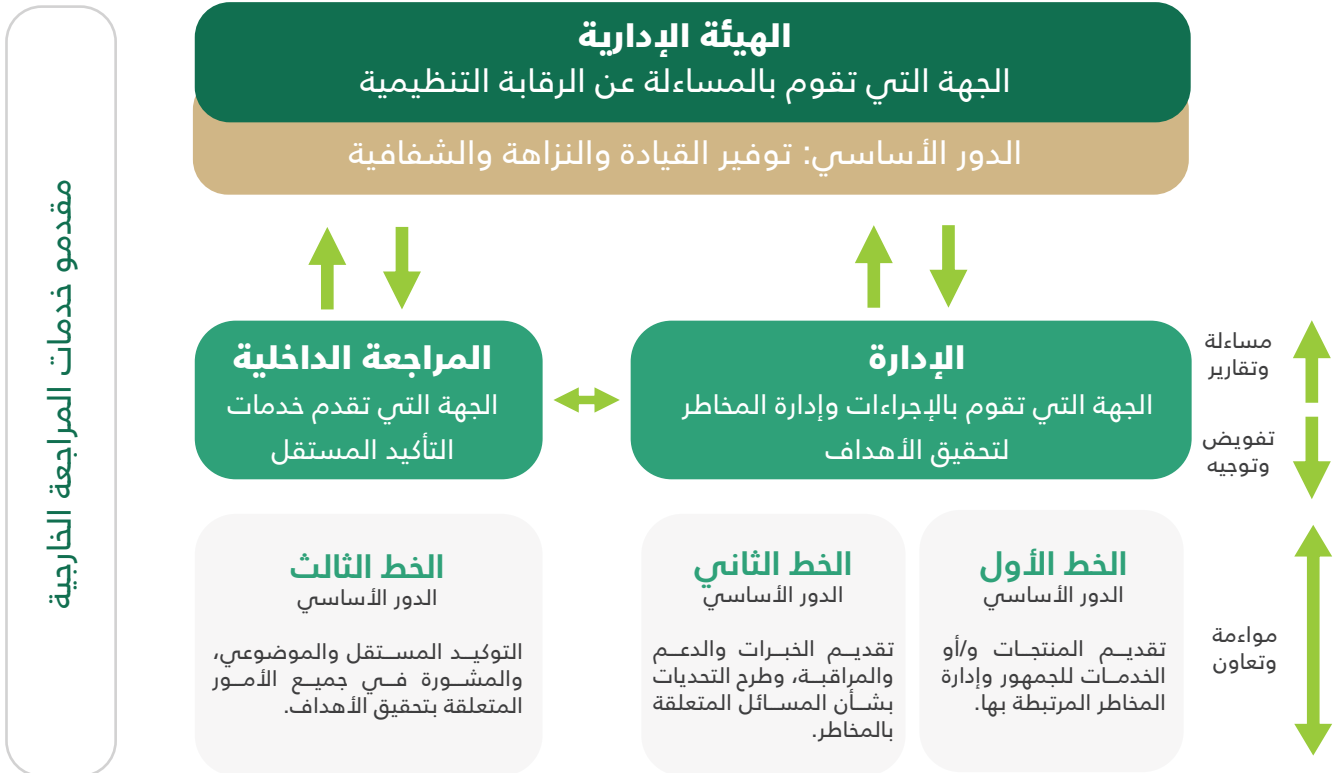 الهيئة الإدارية
الجهة التي تقوم بالمساءلة عن الرقابة التنظيمية
الدور الأساسي: توفير القيادة والنزاهة والشفافية
الإدارة
الجهة التي تقوم بالإجراءات وإدارة المخاطر
لتحقيق الأهداف
المراجعة الداخلية
الجهة التي تقدم خدمات
التأكيد المستقل
مساءلة
وتقارير
تفويض
وتوجيه
الخط الأول
الدور الأساسي
تقديم المنتجات و/أو
الخدمات للجمهور وإدارة
المخاطر المرتبطة بها.
الخط الثاني
الدور الأساسي
تقديم الخبرات والدعم
والمراقبة، وطرح التحديات
بشأن المسائل المتعلقة
بالمخاطر.
الخط الثالث
الدور الأساسي
التوكيد المستقل والموضوعي،
والمشورة في جميع الأمور
المتعلقة بتحقيق الأهداف.
مواءمة
وتعاون
مقدمو خدمات المراجعة الخارجية